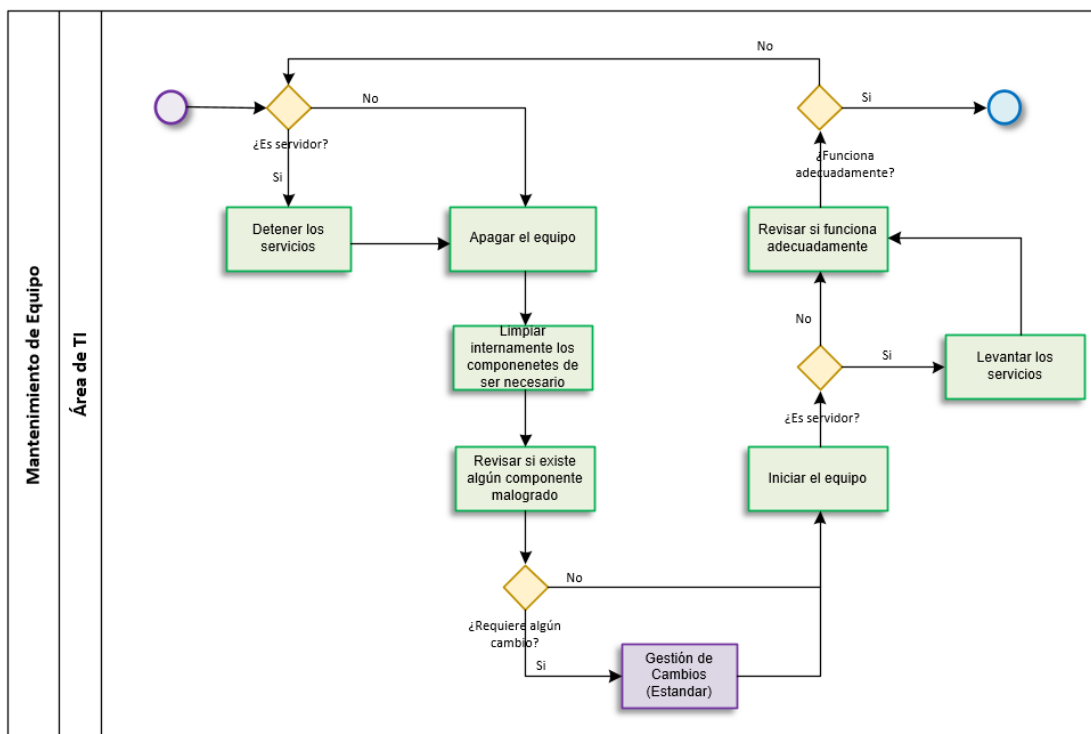 Mantenimiento de Equipo
Área de TI
No
No
¿Es servidor?
Si
Detener los
servicios
Apagar el equipo
Limpiar
internamente los
componenetes de
ser necesario
Revisar si existe
algún componente
malogrado
No
¿Requiere algún
cambio?
Si
Gestión de
Cambios
(Estandar)
Iniciar el equipo
¿Es servidor?
No
Si
Levantar los
servicios
Revisar si funciona
adecuadamente
¿Funciona
adecuadamente?
Si